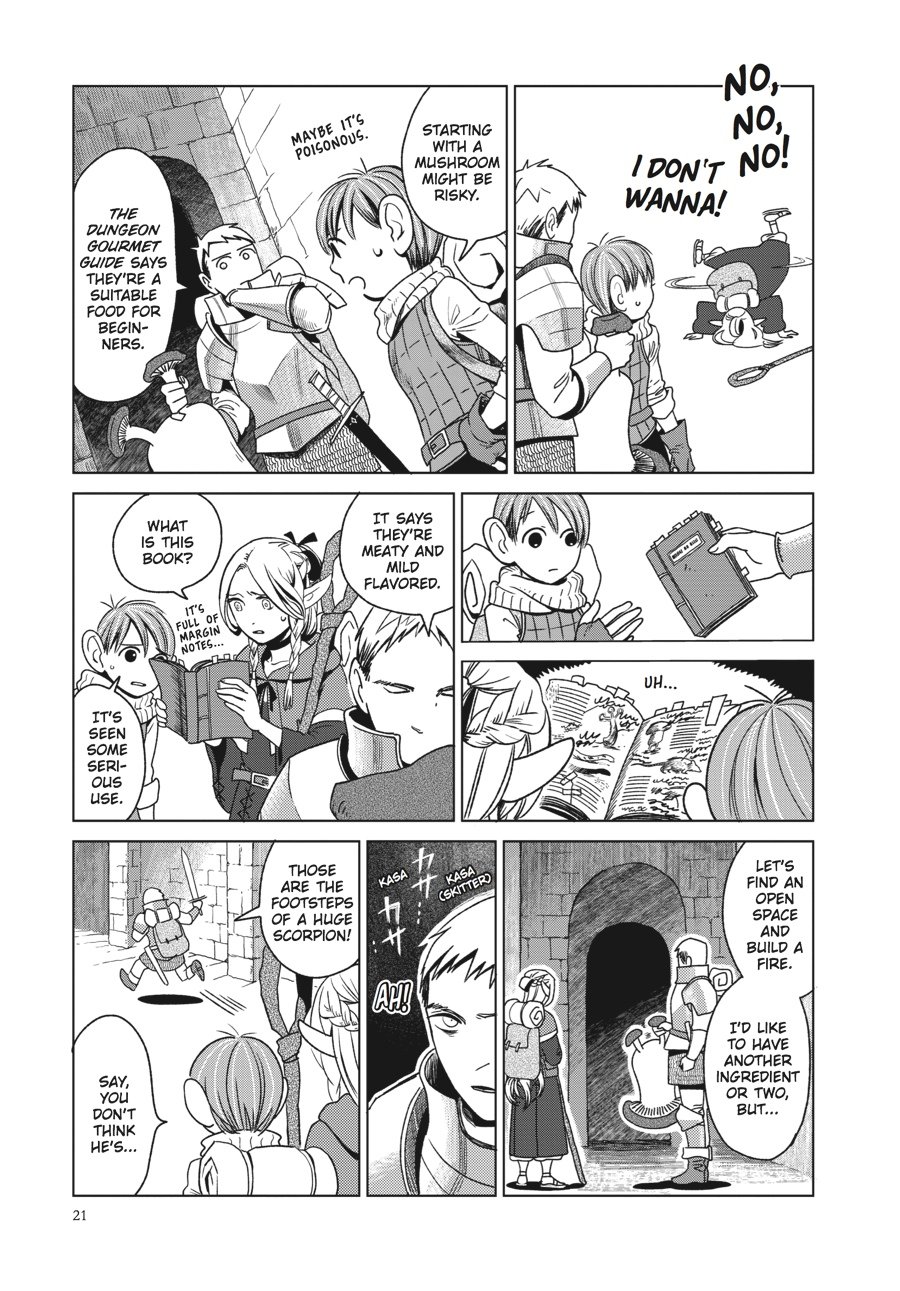 NO,
NO,
NO!
I DON'T
WANNA!
STARTING
WITH A
MUSHROOM
MIGHT BE
RISKY.
MAYBE IT'S
POISONOUS.
THE
DUNGEON
GOURMET
GUIDE SAYS
THEY'RE A
SUITABLE
FOOD FOR
BEGIN-
NERS.
IT SAYS
THEY'RE
MEATY AND
MILD
FLAVORED.
WHAT
IS THIS
BOOK?
IT'S
FULL OF
MARGIN
NOTES...
IT'S
SEEN
SOME
SERI-
OUS
USE.
UH...
LET'S
FIND AN
OPEN
SPACE
AND
BUILD A
FIRE.
I'D LIKE
TO HAVE
ANOTHER
INGREDIENT
OR TWO,
BUT...
カサ
KASA
(SKITTER)
カサ
KASA
AH!
THOSE
ARE THE
FOOTSTEPS
OF A HUGE
SCORPION!
SAY,
YOU
DON'T
THINK
HE'S...
21